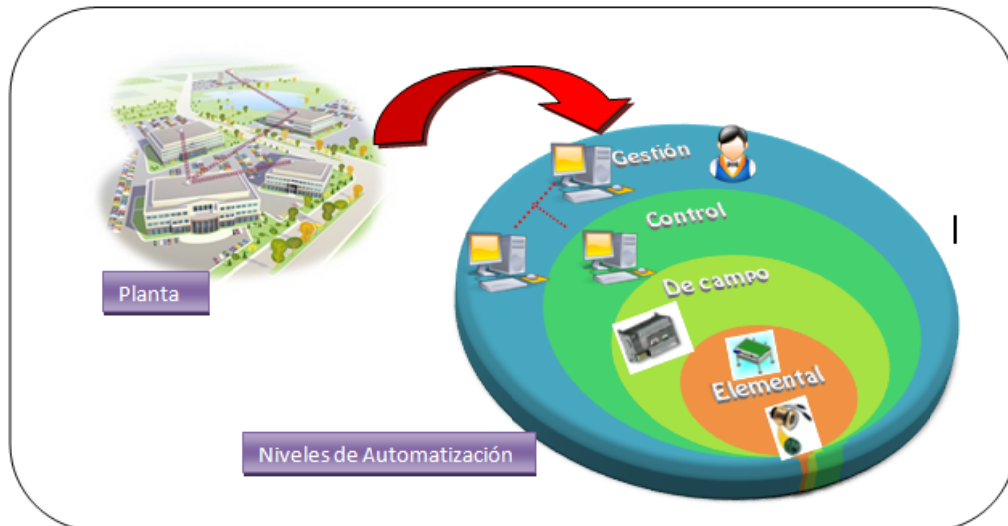 Gestión
Control
De campo
Elemental
Planta
Niveles de Automatización